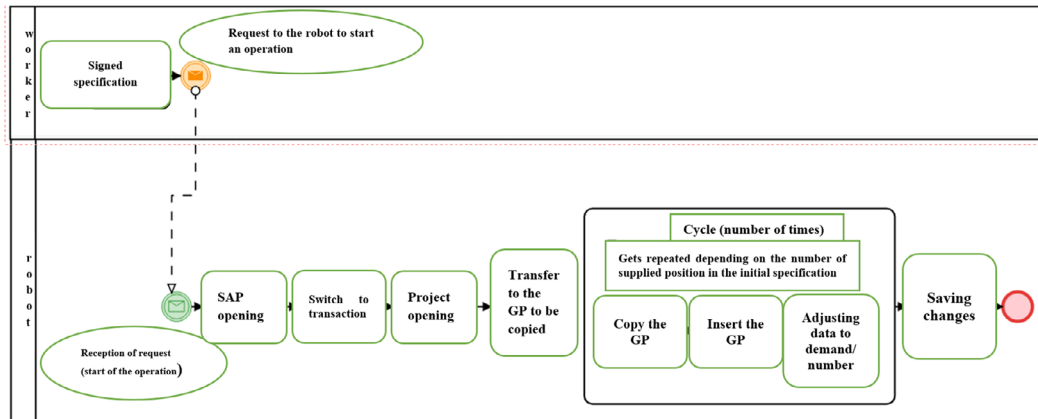 worker
Signed
specification
Request to the robot to start
an operation
robot
Reception of request
(start of the operation)
SAP
opening
Switch to
transaction
Project
opening
Transfer
to the
GP to be
copied
Cycle (number of times)
Gets repeated depending on the number of
supplied position in the initial specification
Copy the
GP
Insert the
GP
Adjusting
data to
demand/
number
Saving
changes